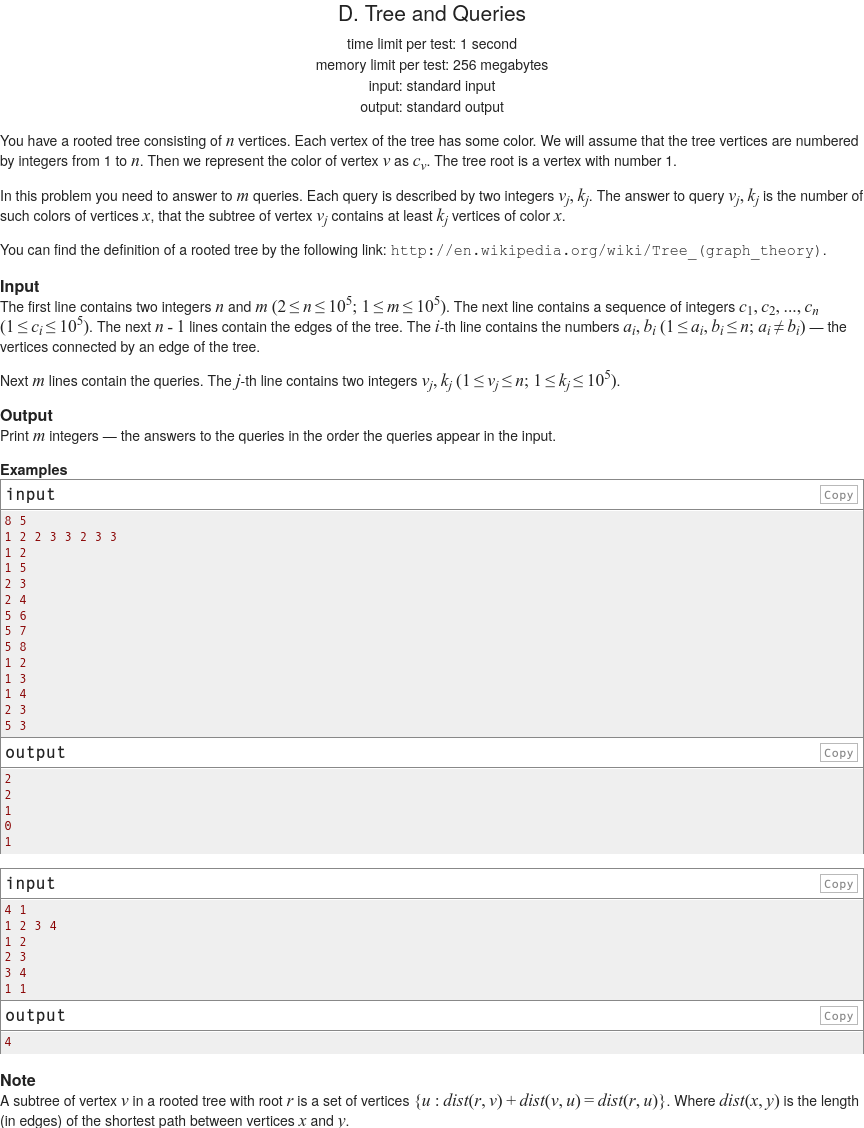 D. Tree and Queries
time limit per test: 1 second
memory limit per test: 256 megabytes
input: standard input
output: standard output
You have a rooted tree consisting of n vertices. Each vertex of the tree has some color. We will assume that the tree vertices are numbered
by integers from 1 to n. Then we represent the color of vertex v as c_v. The tree root is a vertex with number 1.
In this problem you need to answer to m queries. Each query is described by two integers v_j, k_j. The answer to query v_j, k_j is the number of
such colors of vertices x, that the subtree of vertex v_j contains at least k_j vertices of color x.
You can find the definition of a rooted tree by the following link: http://en.wikipedia.org/wiki/Tree_(graph_theory).
Input
The first line contains two integers n and m (2 ≤ n ≤ 10^5; 1 ≤ m ≤ 10^5). The next line contains a sequence of integers c_1, c_2, ..., c_n
(1 ≤ c_i ≤ 10^5). The next n - 1 lines contain the edges of the tree. The i-th line contains the numbers a_i, b_i (1 ≤ a_i, b_i ≤ n; a_i ≠ b_i) — the
vertices connected by an edge of the tree.
Next m lines contain the queries. The j-th line contains two integers v_j, k_j (1 ≤ v_j ≤ n; 1 ≤ k_j ≤ 10^5).
Output
Print m integers — the answers to the queries in the order the queries appear in the input.
Examples
input Copy
8 5
1 2 2 3 3 2 3 3
1 2
1 5
2 3
2 4
5 6
5 7
5 8
1 2
1 3
1 4
2 3
5 3
output Copy
2
2
1
0
1
input Copy
4 1
1 2 3 4
1 2
2 3
3 4
1 1
output Copy
4
Note
A subtree of vertex v in a rooted tree with root r is a set of vertices {u : dist(r, v) + dist(v, u) = dist(r, u)}. Where dist(x, y) is the length
(in edges) of the shortest path between vertices x and y.